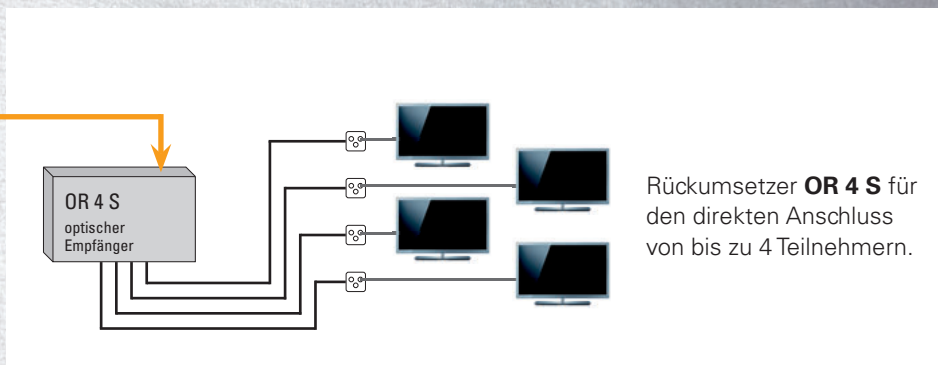 OR 4 S
optischer
Empfänger
Rückumsetzer OR 4 S für
den direkten Anschluss
von bis zu 4 Teilnehmern.